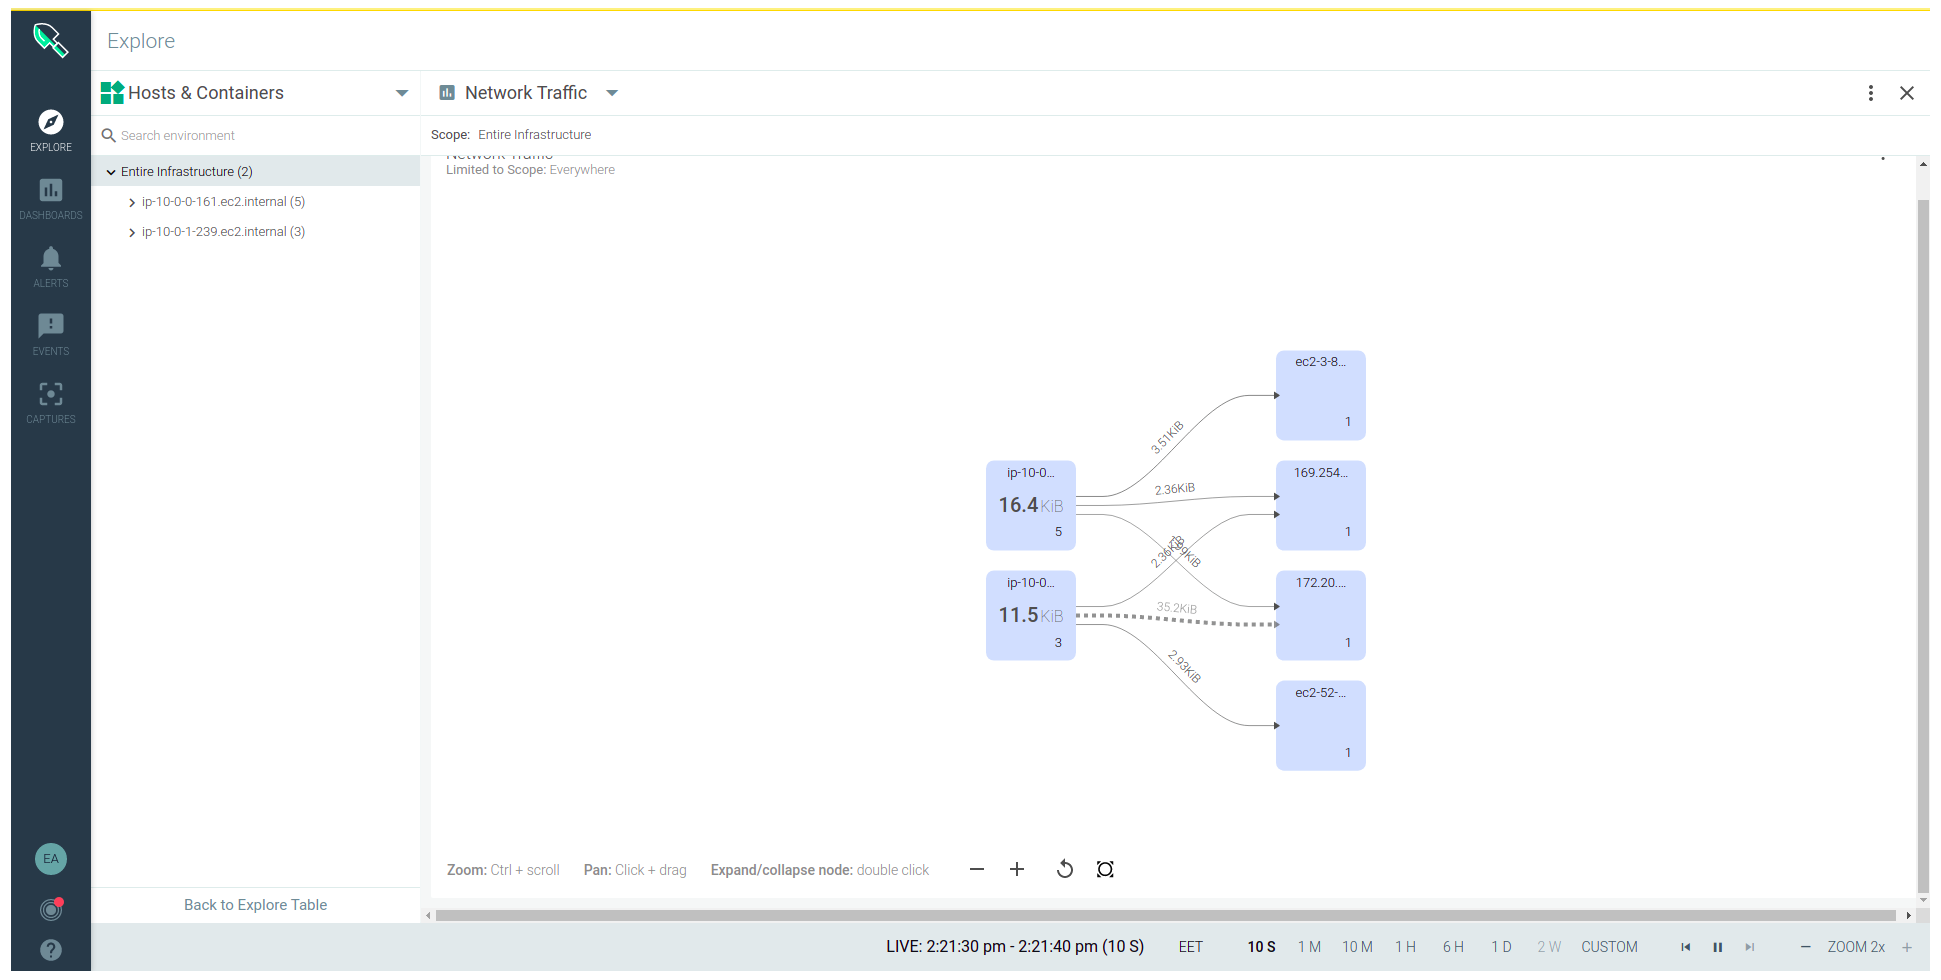 Explore
EXPLORE
DASHBOARDS
ALERTS
EVENTS
CAPTURES
EA
Hosts & Containers
Search environment
Entire Infrastructure (2)
ip-10-0-0-161.ec2.internal (5)
ip-10-0-1-239.ec2.internal (3)
Back to Explore Table
Network Traffic
Scope: Entire Infrastructure
Network Traffic
Limited to Scope: Everywhere
ip-10-0...
16.4 KiB
5
ip-10-0...
11.5 KiB
3
3.51KiB
2.36KiB
2.36KiB
35.2KiB
2.93KiB
ec2-3-8...
1
169.254...
1
172.20....
1
ec2-52-...
1
Zoom: Ctrl + scroll Pan: Click + drag Expand/collapse node: double click
LIVE: 2:21:30 pm - 2:21:40 pm (10 S) EET 10 S 1 M 10 M 1 H 6 H 1 D 2 W CUSTOM ZOOM 2x